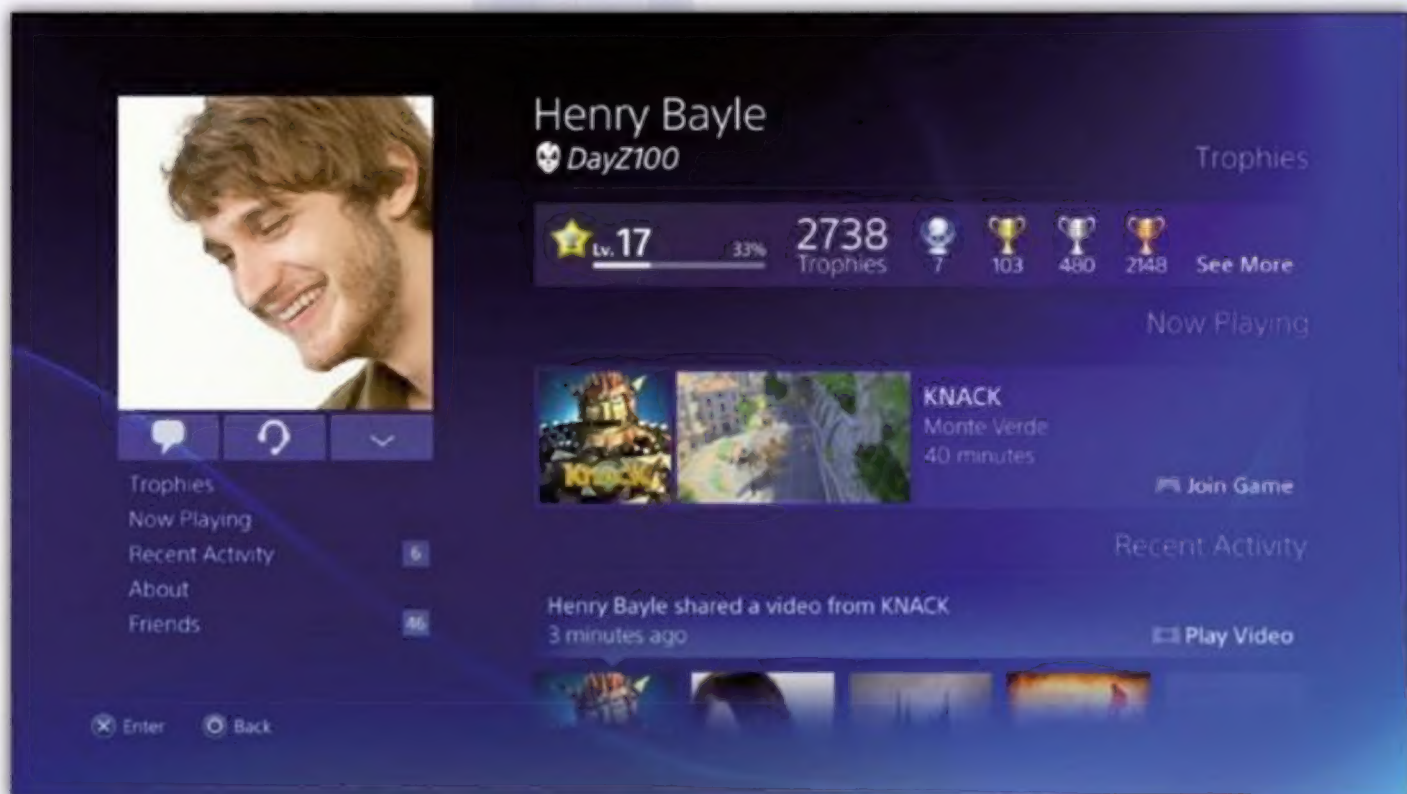 Henry Bayle
DayZ100
Trophies
Lv. 17
33%
2738
Trophies
7
103
480
2148
See More
Now Playing
KNACK
KNACK
Monte Verde
40 minutes
Join Game
Recent Activity
Henry Bayle shared a video from KNACK
3 minutes ago
Play Video
Trophies
Now Playing
Recent Activity 6
About
Friends 46
Enter
Back